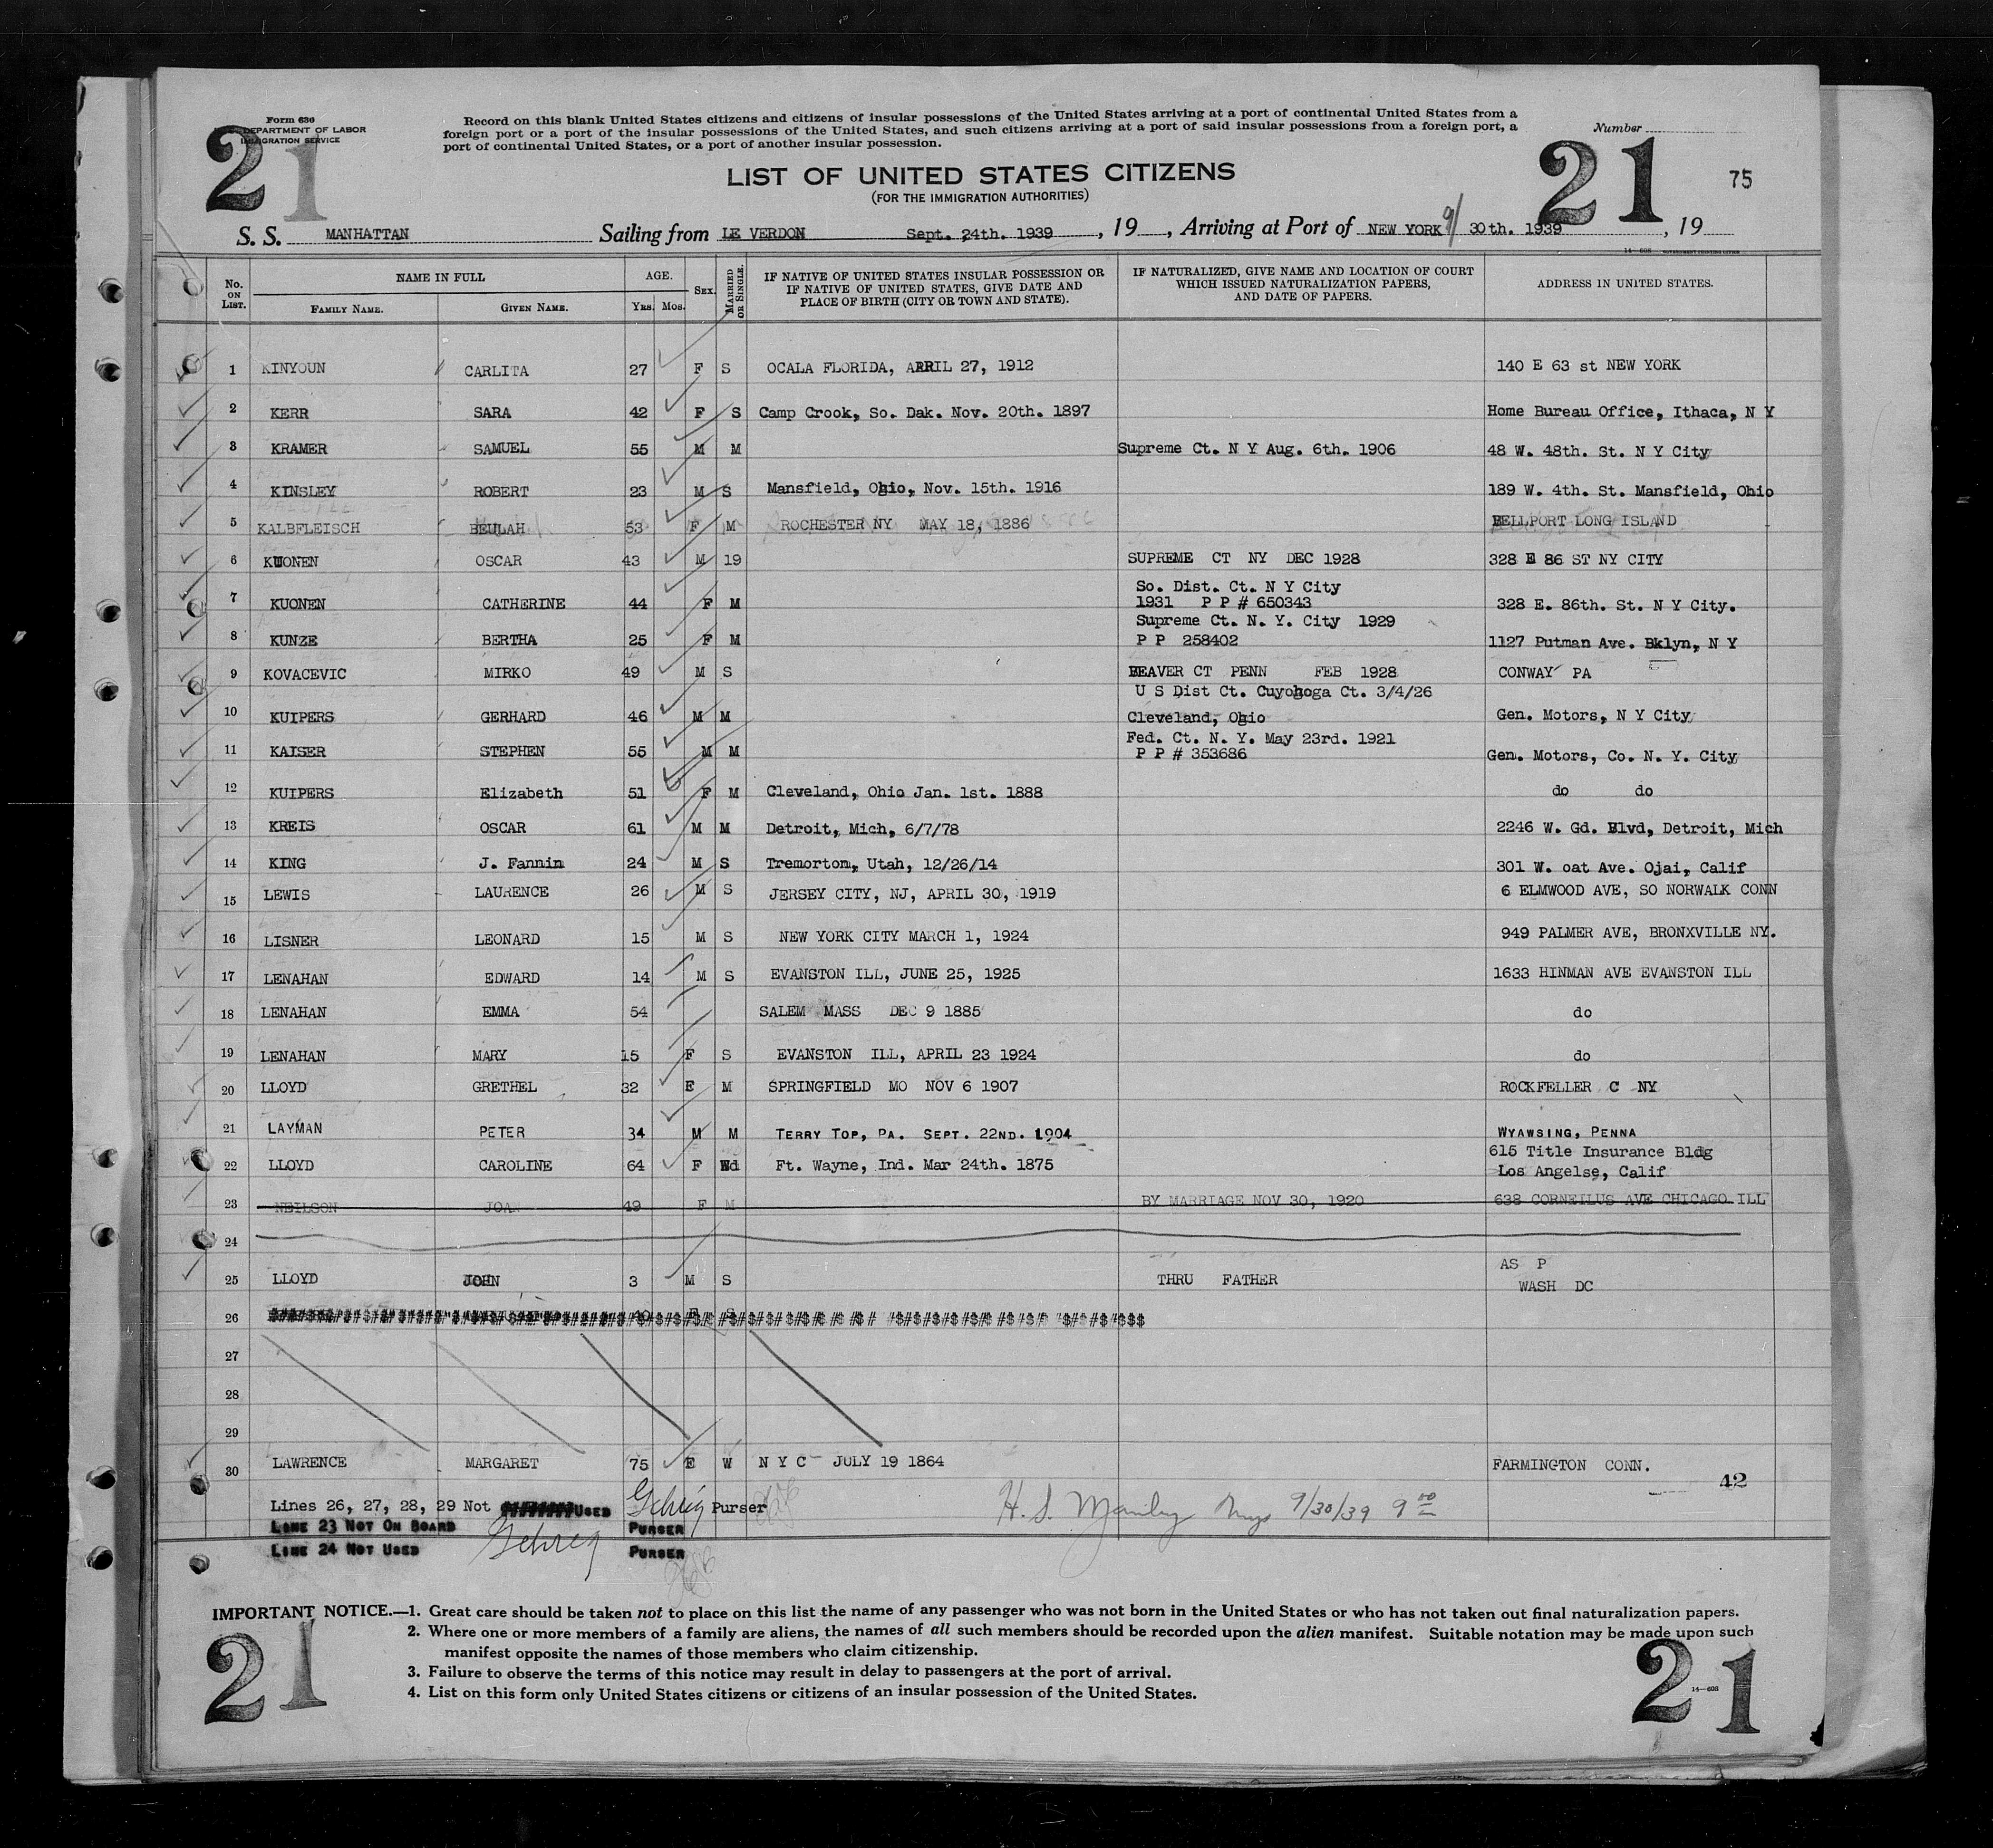 Form 630
DEPARTMENT OF LABOR
IMMIGRATION SERVICE
21
Record on this blank United States citizens and citizens of insular possessions of the United States arriving at a port of continental United States from a
foreign port or a port of the insular possessions of the United States, and such citizens arriving at a port of said insular possessions from a foreign port, a
port of continental United States, or a port of another insular possession.
Number
21
75
LIST OF UNITED STATES CITIZENS
(FOR THE IMMIGRATION AUTHORITIES)
S. S. MANHATTAN Sailing from LE VERDON Sept. 24th. 1939, 19 , Arriving at Port of NEW YORK 9/ 30th. 1939, 19
14-608 GOVERNMENT PRINTING OFFICE
No. ON LIST. NAME IN FULL FAMILY NAME. GIVEN NAME. AGE. YRS. MOS. SEX. MARRIED OR SINGLE. IF NATIVE OF UNITED STATES INSULAR POSSESSION OR IF NATIVE OF UNITED STATES, GIVE DATE AND PLACE OF BIRTH (CITY OR TOWN AND STATE). IF NATURALIZED, GIVE NAME AND LOCATION OF COURT WHICH ISSUED NATURALIZATION PAPERS, AND DATE OF PAPERS. ADDRESS IN UNITED STATES.
1 KINYOUN CARLITA 27 F S OCALA FLORIDA, APRIL 27, 1912 140 E 63 st NEW YORK
2 KERR SARA 42 F S Camp Crook, So. Dak. Nov. 20th. 1897 Home Bureau Office, Ithaca, N Y
3 KRAMER SAMUEL 55 M M Supreme Ct. N Y Aug. 6th. 1906 48 W. 48th. St. N Y City
4 KINSLEY ROBERT 23 M S Mansfield, Ohio, Nov. 15th. 1916 189 W. 4th. St. Mansfield, Ohio
5 KALBFLEISCH BEULAH 53 F M ROCHESTER NY MAY 18, 1886 BELLPORT LONG ISLAND
6 KUONEN OSCAR 43 M 19 SUPREME CT NY DEC 1928 328 E 86 ST NY CITY
7 KUONEN CATHERINE 44 F M So. Dist. Ct. N Y City 1931 P P # 650343 328 E. 86th. St. N Y City.
8 KUNZE BERTHA 25 F M Supreme Ct. N. Y. City 1929 P P 258402 1127 Putman Ave. Bklyn, N Y
9 KOVACEVIC MIRKO 49 M S BEAVER CT PENN FEB 1928 CONWAY PA
10 KUIPERS GERHARD 46 M M U S Dist Ct. Cuyohoga Ct. 3/4/26 Cleveland, Ohio Gen. Motors, N Y City
11 KAISER STEPHEN 55 M M Fed. Ct. N. Y. May 23rd. 1921 P P # 353686 Gen. Motors, Co. N. Y. City
12 KUIPERS Elizabeth 51 F M Cleveland, Ohio Jan. 1st. 1888 do do
13 KREIS OSCAR 61 M M Detroit, Mich, 6/7/78 2246 W. Gd. Blvd, Detroit, Mich
14 KING J. Fannin 24 M S Tremorton, Utah, 12/26/14 301 W. oat Ave. Ojai, Calif
15 LEWIS LAURENCE 26 M S JERSEY CITY, NJ, APRIL 30, 1919 6 ELMWOOD AVE, SO NORWALK CONN
16 LISNER LEONARD 15 M S NEW YORK CITY MARCH 1, 1924 949 PALMER AVE, BRONXVILLE NY.
17 LENAHAN EDWARD 14 M S EVANSTON ILL, JUNE 25, 1925 1633 HINMAN AVE EVANSTON ILL
18 LENAHAN EMMA 54 SALEM MASS DEC 9 1885 do
19 LENAHAN MARY 15 F S EVANSTON ILL, APRIL 23 1924 do
20 LLOYD GRETHEL 32 F M SPRINGFIELD MO NOV 6 1907 ROCKFELLER C NY
21 LAYMAN PETER 34 M M TERRY TOP, PA. SEPT. 22ND. 1904 WYAWSING, PENNA
22 LLOYD CAROLINE 64 F Wd Ft. Wayne, Ind. Mar 24th. 1875 615 Title Insurance Bldg Los Angelse, Calif
23 NEILSON JOAN 49 F M BY MARRIAGE NOV 30, 1920 638 CORNEILUS AVE CHICAGO ILL
24
25 LLOYD JOHN 3 M S THRU FATHER AS P WASH DC
26
27
28
29
30 LAWRENCE MARGARET 75 F W N Y C JULY 19 1864 FARMINGTON CONN.
42
Lines 26, 27, 28, 29 Not USED Gehrig Purser
H. S. Manley Insp 9/30/39 9 00
LINE 23 NOT ON BOARD PURSER
LINE 24 NOT USED Gehrig PURSER
IMPORTANT NOTICE.—1. Great care should be taken not to place on this list the name of any passenger who was not born in the United States or who has not taken out final naturalization papers.
2. Where one or more members of a family are aliens, the names of all such members should be recorded upon the alien manifest. Suitable notation may be made upon such
manifest opposite the names of those members who claim citizenship.
3. Failure to observe the terms of this notice may result in delay to passengers at the port of arrival.
4. List on this form only United States citizens or citizens of an insular possession of the United States.
21
14-608
21